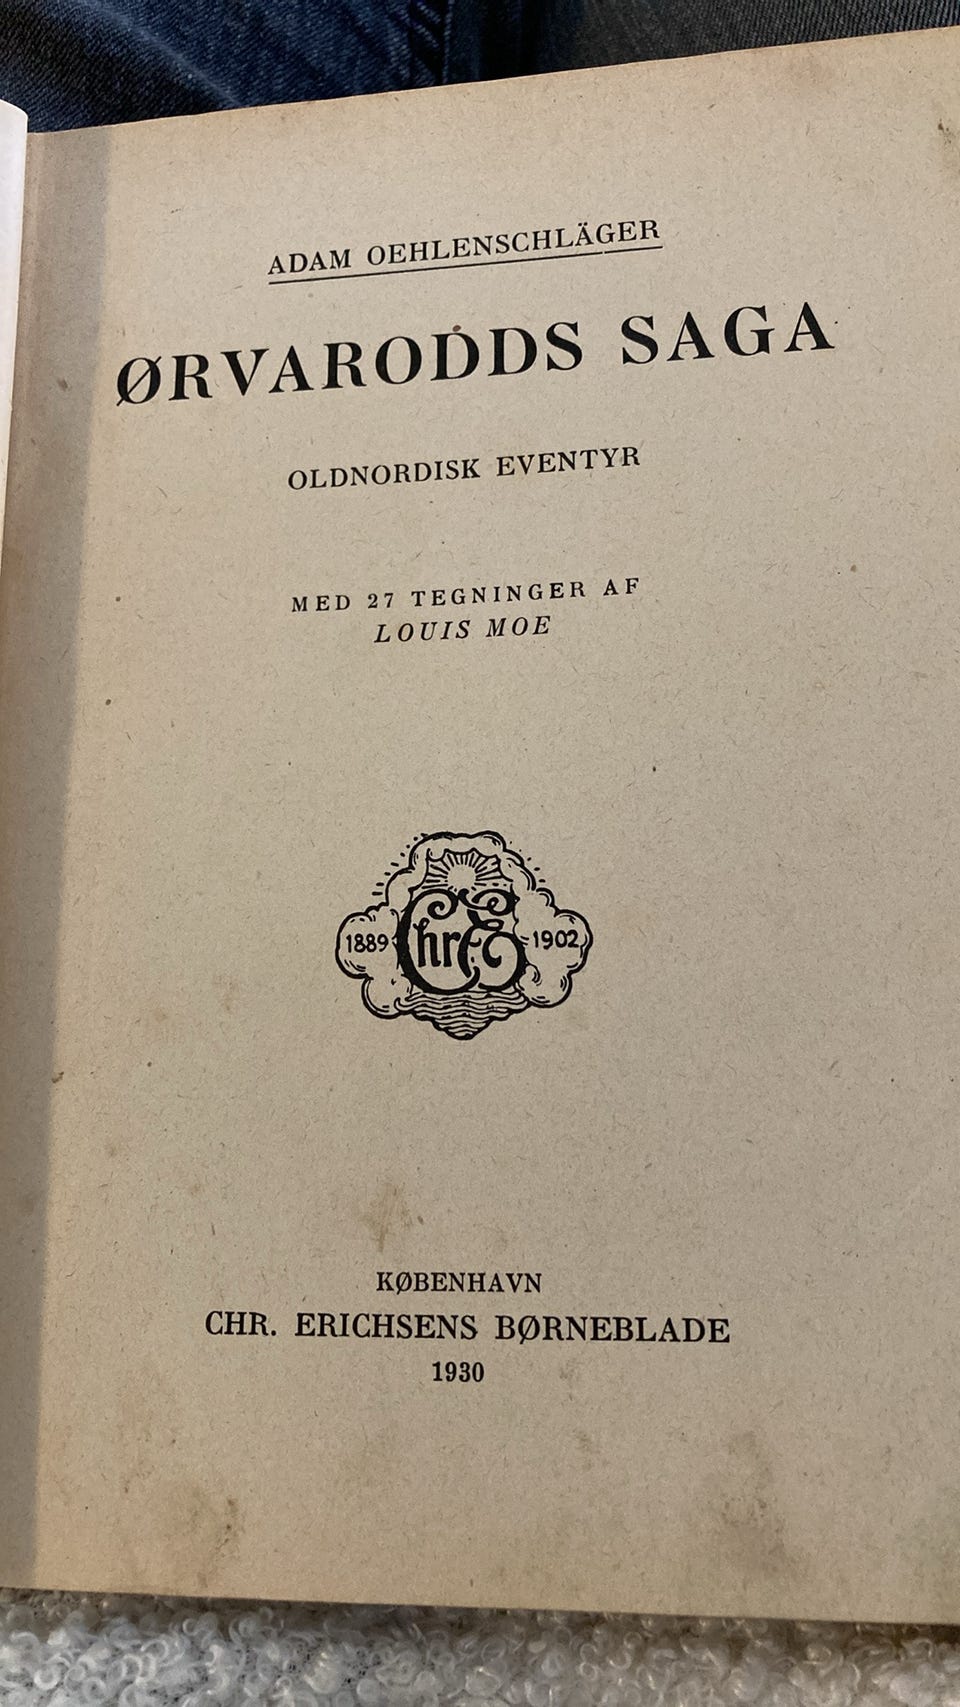 ADAM OEHLENSCHLÄGER
ØRVARODDS SAGA
OLDNORDISK EVENTYR
MED 27 TEGNINGER AF
LOUIS MOE
1889 Chr E 1902
KØBENHAVN
CHR. ERICHSENS BØRNEBLADE
1930